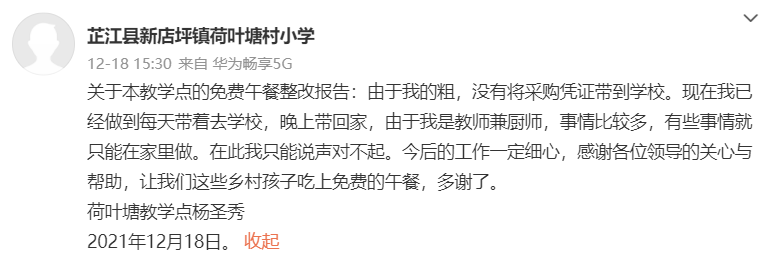 芷江县新店坪镇荷叶塘村小学
12-18 15:30 来自 华为畅享5G
关于本教学点的免费午餐整改报告：由于我的粗，没有将采购凭证带到学校。现在我已
经做到每天带着去学校，晚上带回家，由于我是教师兼厨师，事情比较多，有些事情就
只能在家里做。在此我只能说声对不起。今后的工作一定细心，感谢各位领导的关心与
帮助，让我们这些乡村孩子吃上免费的午餐，多谢了。
荷叶塘教学点杨圣秀
2021年12月18日。 收起